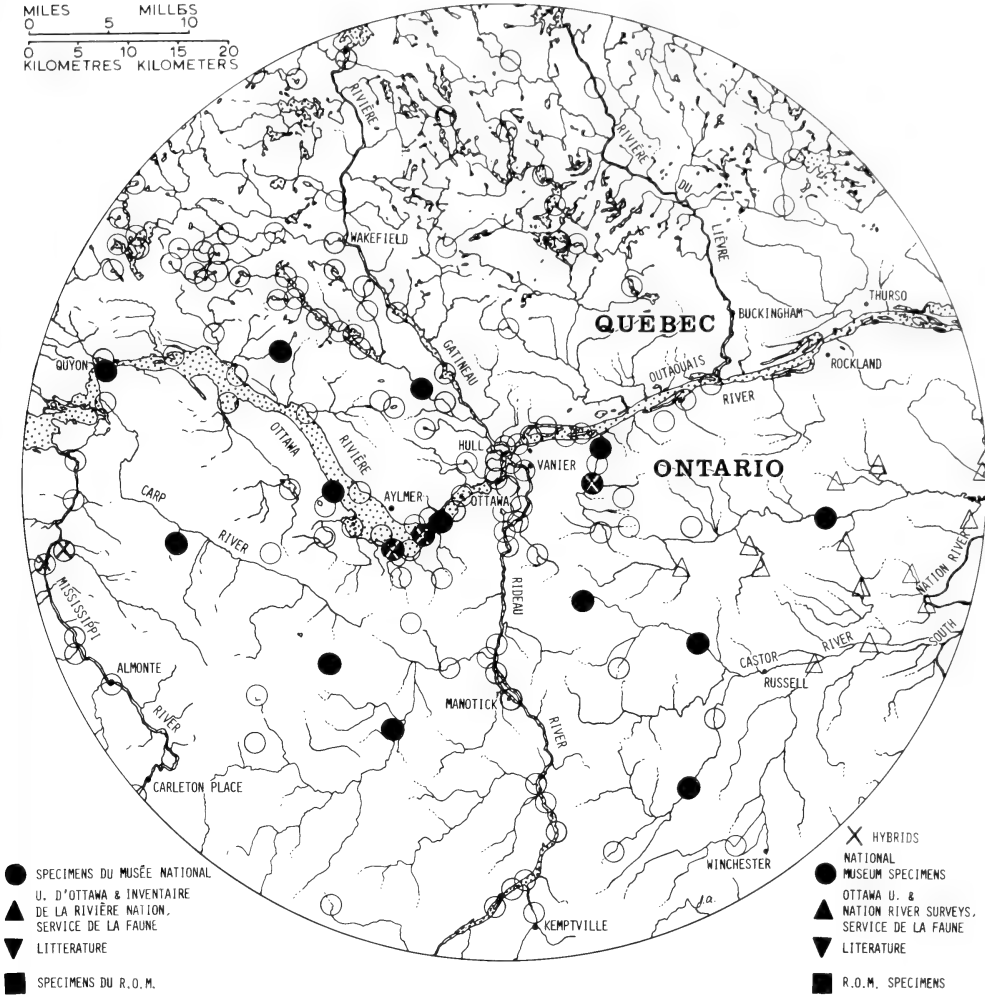 MILES MILLES
0 5 10
0 5 10 15 20
KILOMÈTRES KILOMETERS
RIVIÈRE
RIVIÈRE
DU
LIÈVRE
WAKEFIELD
THURSO
BUCKINGHAM
QUÉBEC
ROCKLAND
QUYON
GATINEAU
OUTAOUAIS
RIVER
OTTAWA
RIVIÈRE
HULL
VANIER
ONTARIO
AYLMER
OTTAWA
CARP
RIVER
NATION RIVER
MISSISSIPPI
RIDEAU
SOUTH
CASTOR
RIVER
RUSSELL
ALMONTE
MANOTICK
RIVER
RIVER
CARLETON PLACE
WINCHESTER
J.a.
KEMPTVILLE
SPECIMENS DU MUSÉE NATIONAL
U. D'OTTAWA & INVENTAIRE
DE LA RIVIÈRE NATION,
SERVICE DE LA FAUNE
LITTERATURE
SPECIMENS DU R.O.M.
X HYBRIDS
NATIONAL
MUSEUM SPECIMENS
OTTAWA U. &
NATION RIVER SURVEYS,
SERVICE DE LA FAUNE
LITERATURE
R.O.M. SPECIMENS